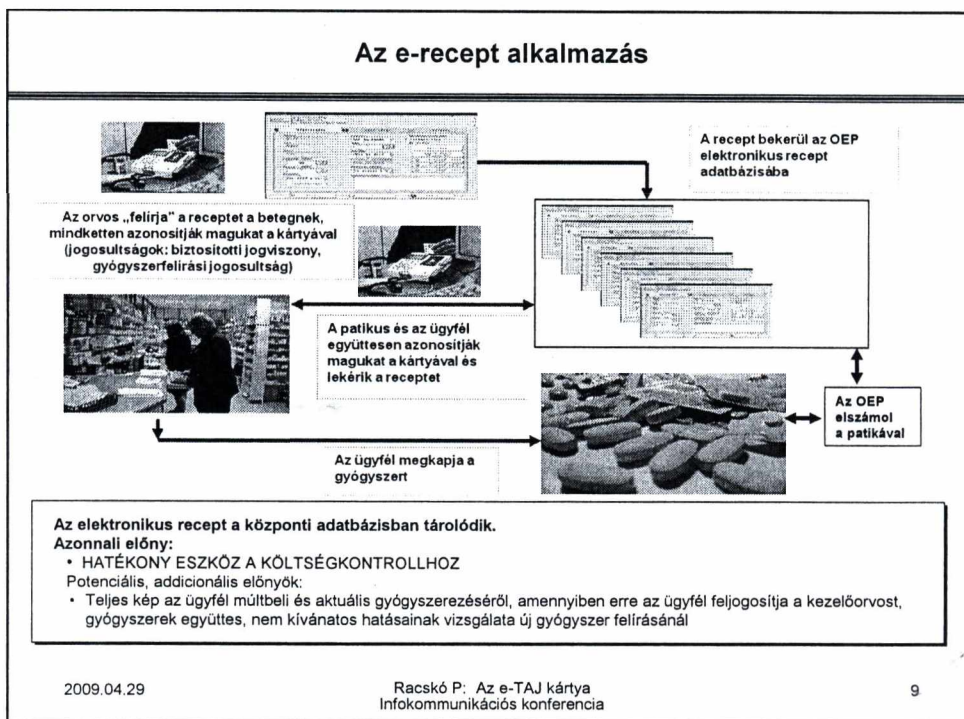 Az e-recept alkalmazás
A recept bekerül az OEP
elektronikus recept
adatbázisába
Az orvos „felírja" a receptet a betegnek,
mindketten azonosítják magukat a kártyával
(jogosultságok: biztosítotti jogviszony,
gyógyszerfelírási jogosultság)
A patikus és az ügyfél
együttesen azonosítják
magukat a kártyával és
lekérik a receptet
Az OEP
elszámol
a patikával
Az ügyfél megkapja a
gyógyszert
Az elektronikus recept a központi adatbázisban tárolódik.
Azonnali előny:
• HATÉKONY ESZKÖZ A KÖLTSÉGKONTROLLHOZ
Potenciális, addicionális előnyök:
• Teljes kép az ügyfél múltbeli és aktuális gyógyszerezéséről, amennyiben erre az ügyfél feljogosítja a kezelőorvost,
gyógyszerek együttes, nem kívánatos hatásainak vizsgálata új gyógyszer felírásánál
2009.04.29
Racskó P: Az e-TAJ kártya
Infokommunikációs konferencia
9